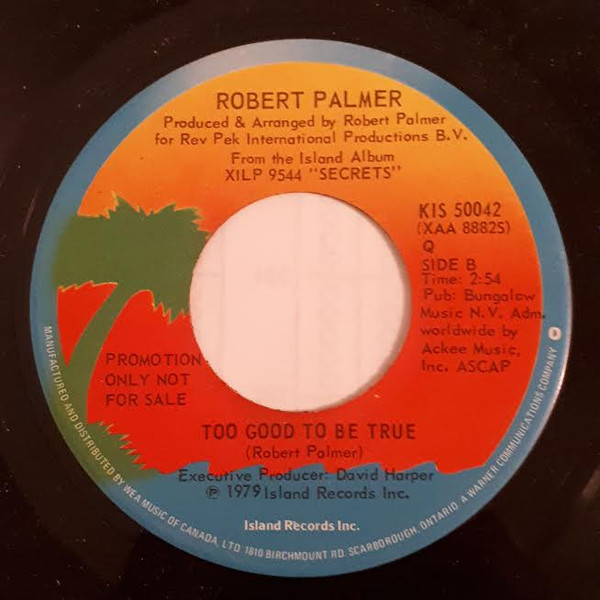 ROBERT PALMER
Produced & Arranged by Robert Palmer
for Rev Pek International Productions B.V.
From the Island Album
XILP 9544 "SECRETS"
KIS 50042
(XAA 8882S)
Q
SIDE B
Time: 2:54
Pub: Bungalow
Music N.V. Adm.
worldwide by
Ackee Music,
Inc. ASCAP
PROMOTION
ONLY NOT
FOR SALE
TOO GOOD TO BE TRUE
(Robert Palmer)
Executive Producer: David Harper
℗ 1979 Island Records Inc.
Island Records Inc.
MANUFACTURED AND DISTRIBUTED BY WEA MUSIC OF CANADA, LTD. 1810 BIRCHMOUNT RD. SCARBOROUGH, ONTARIO. A WARNER COMMUNICATIONS COMPANY